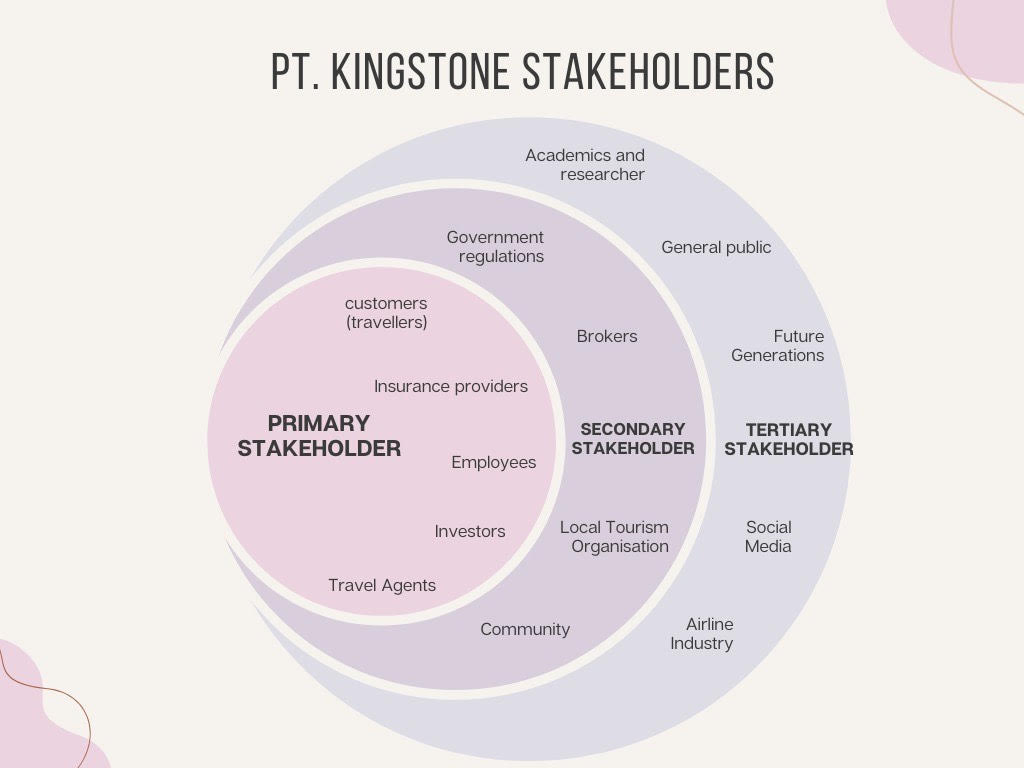 PT. KINGSTONE STAKEHOLDERS
Academics and
researcher
General public
Future
Generations
TERTIARY
STAKEHOLDER
Social
Media
Airline
Industry
Government
regulations
Brokers
SECONDARY
STAKEHOLDER
Local Tourism
Organisation
Community
customers
(travellers)
Insurance providers
PRIMARY
STAKEHOLDER
Employees
Investors
Travel Agents